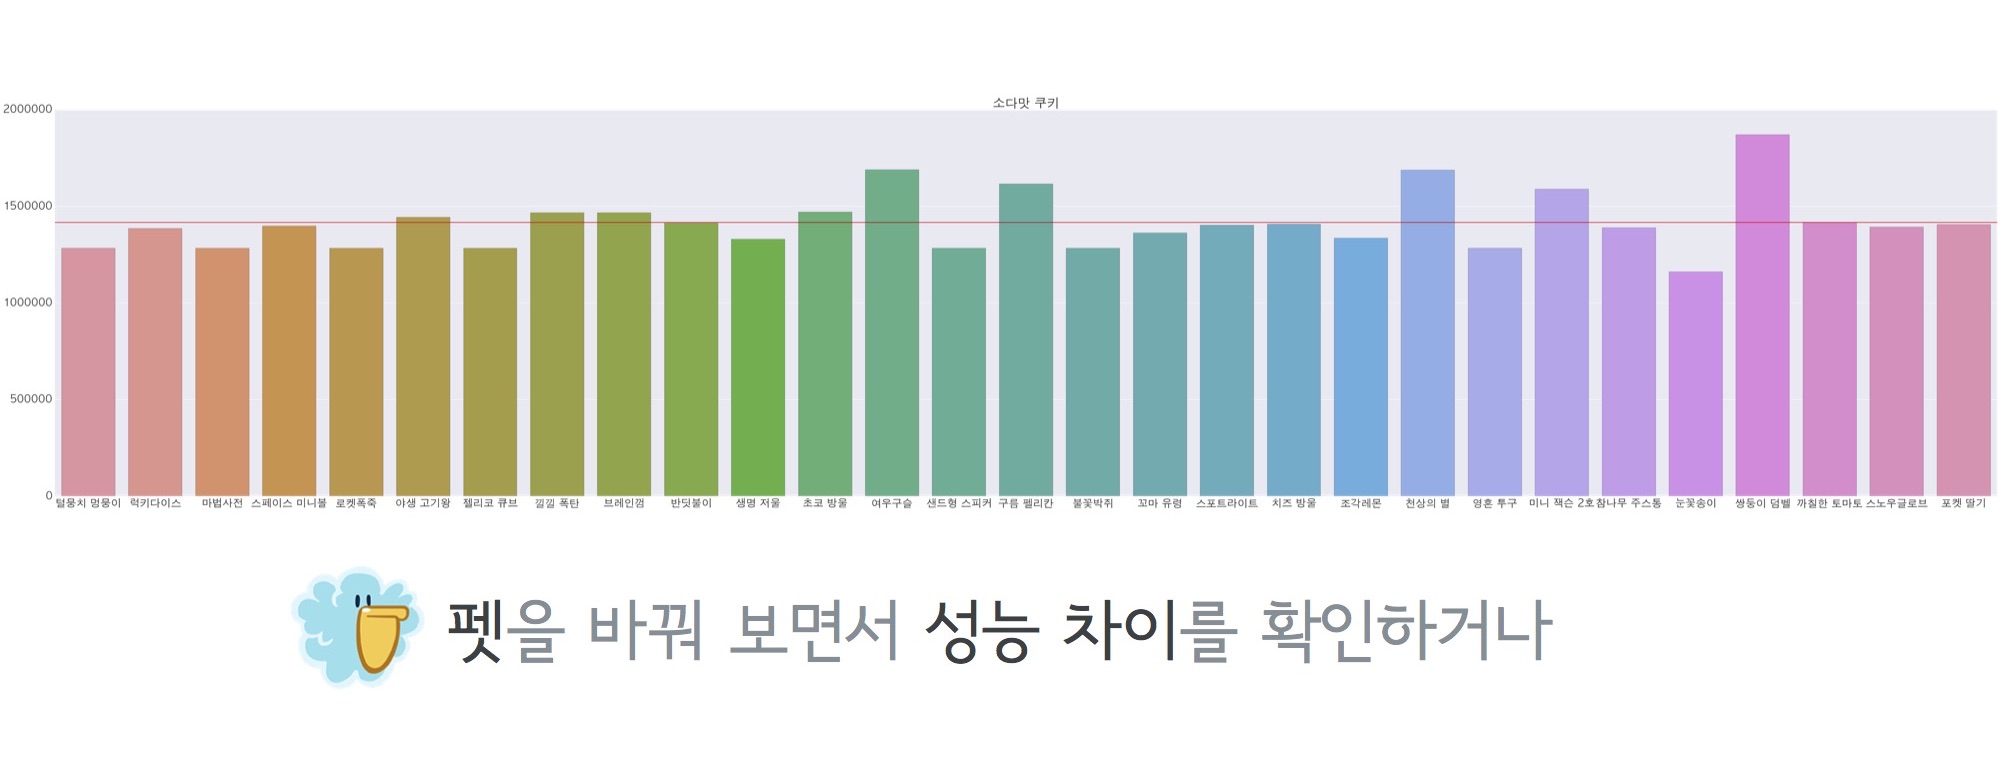 소다맛 쿠키
2000000
1500000
1000000
500000
0
털뭉치 멍뭉이 럭키다이스 마법사전 스페이스 미니볼 로켓폭죽 야생 고기왕 젤리코 큐브 낄낄 폭탄 브레인껌 반딧불이 생명 저울 초코 방울 여우구슬 샌드형 스피커 구름 펠리칸 불꽃박쥐 꼬마 유령 스포트라이트 치즈 방울 조각레몬 천상의 별 영혼 투구 미니 잭슨 2호 참나무 주스통 눈꽃송이 쌍둥이 덤벨 까칠한 토마토 스노우글로브 포켓 딸기
펫을 바꿔 보면서 성능 차이를 확인하거나